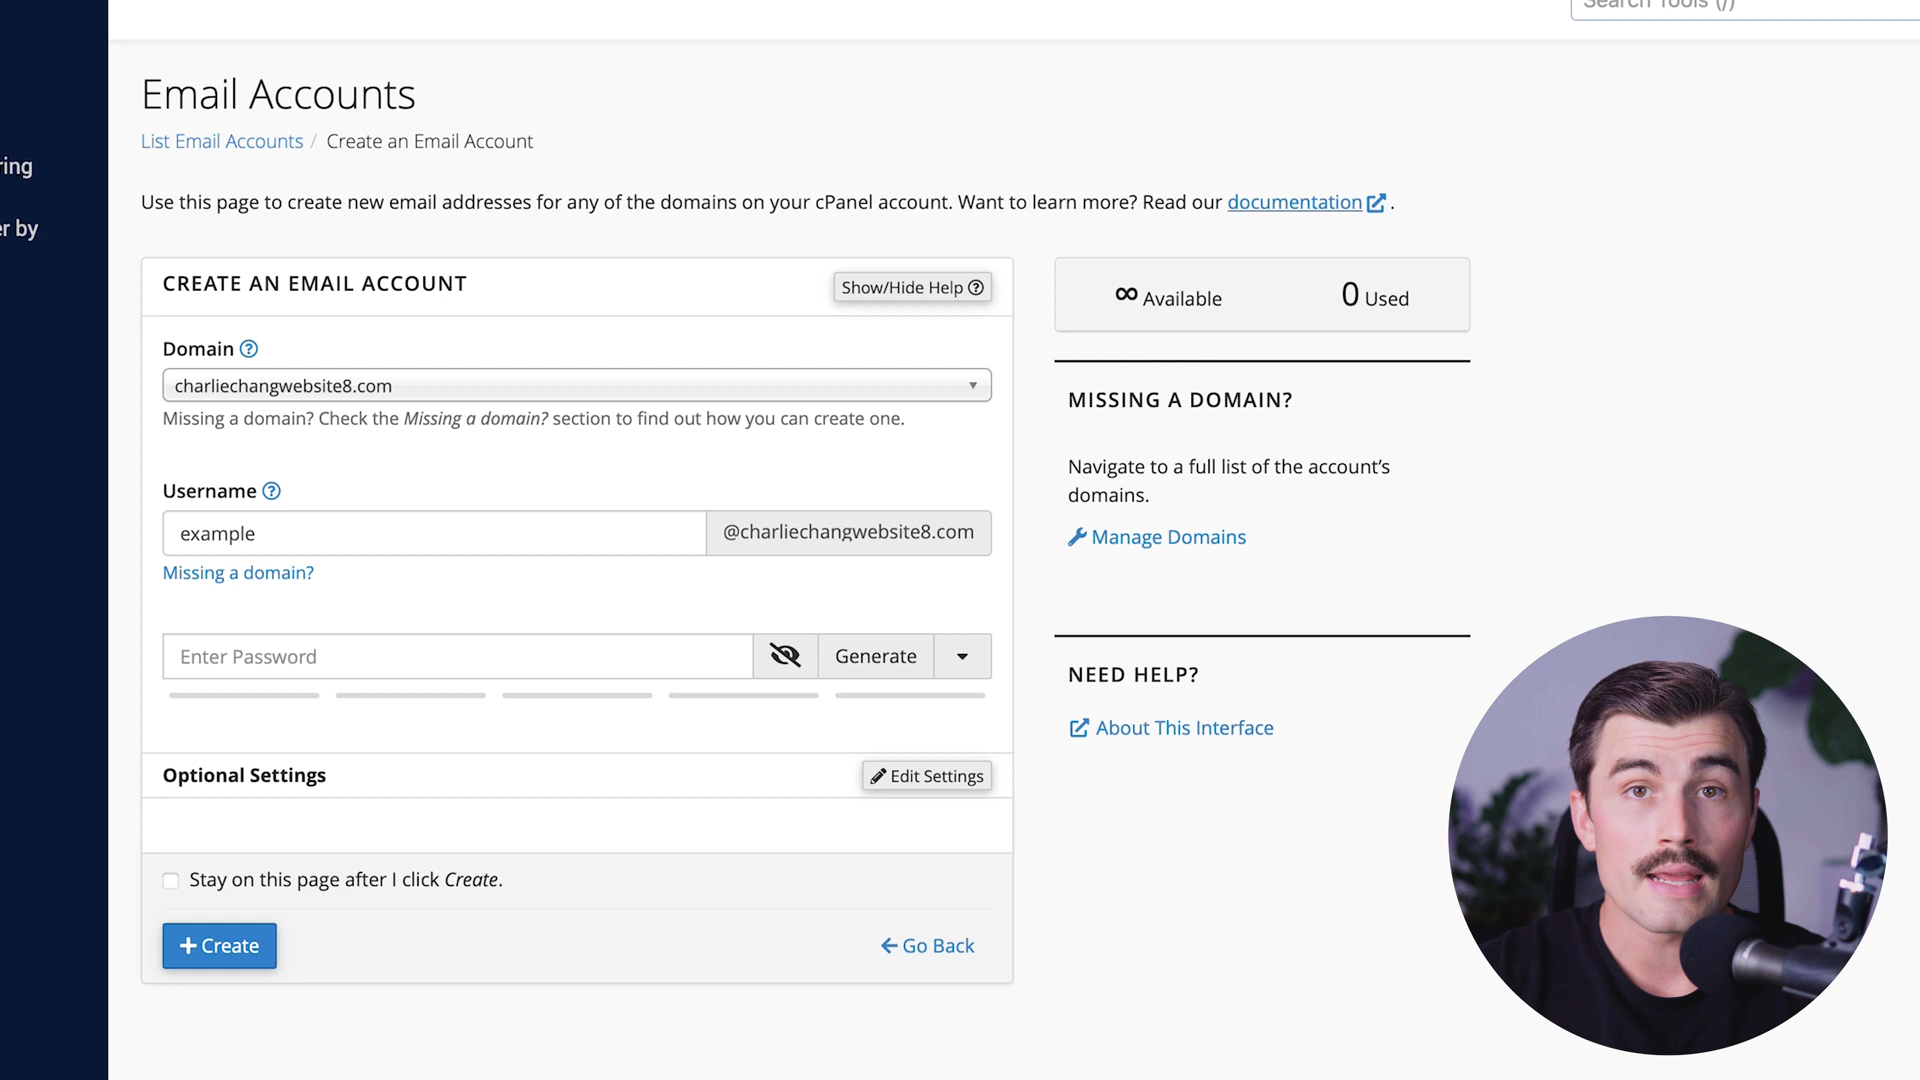 Search Tools (/)
ring
er by
Email Accounts
List Email Accounts / Create an Email Account
Use this page to create new email addresses for any of the domains on your cPanel account. Want to learn more? Read our documentation .
CREATE AN EMAIL ACCOUNT
Show/Hide Help
Domain
charliechangwebsite8.com
Missing a domain? Check the Missing a domain? section to find out how you can create one.
Username
example
@charliechangwebsite8.com
Missing a domain?
Enter Password
Generate
Optional Settings
Edit Settings
Stay on this page after I click Create.
+ Create
← Go Back
∞ Available
0 Used
MISSING A DOMAIN?
Navigate to a full list of the account's
domains.
Manage Domains
NEED HELP?
About This Interface